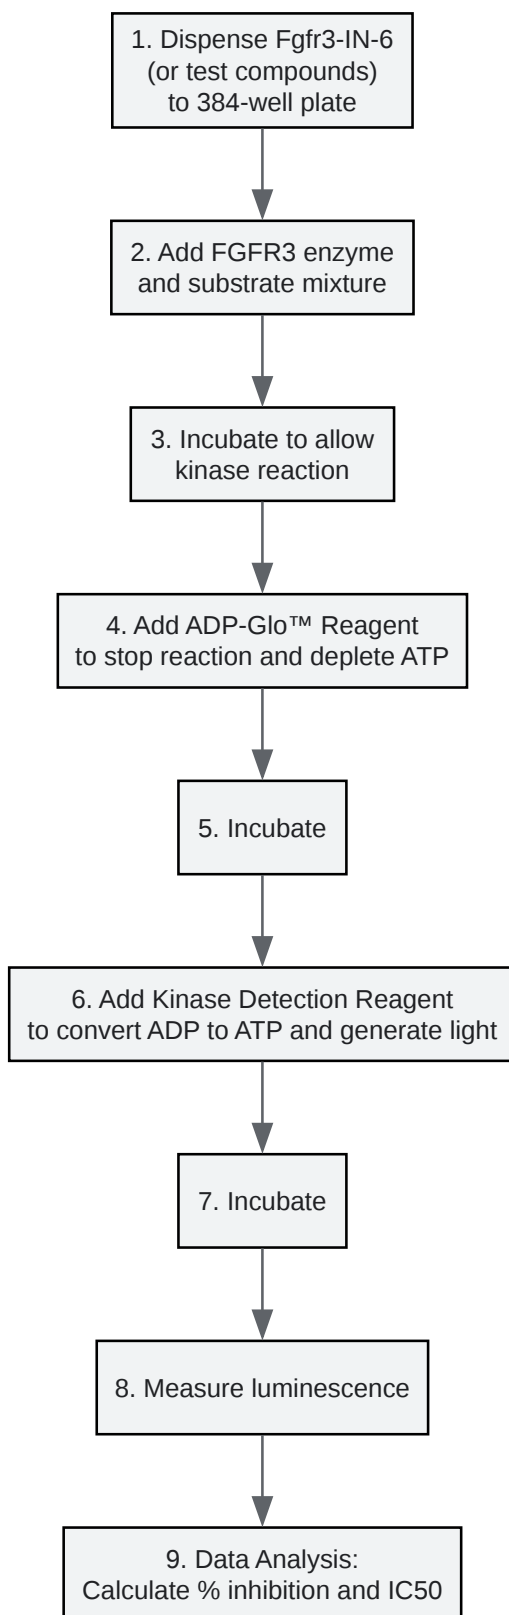 1. Dispense Fgfr3-IN-6
(or test compounds)
to 384-well plate
2. Add FGFR3 enzyme
and substrate mixture
3. Incubate to allow
kinase reaction
4. Add ADP-Glo™ Reagent
to stop reaction and deplete ATP
5. Incubate
6. Add Kinase Detection Reagent
to convert ADP to ATP and generate light
7. Incubate
8. Measure luminescence
9. Data Analysis:
Calculate % inhibition and IC50